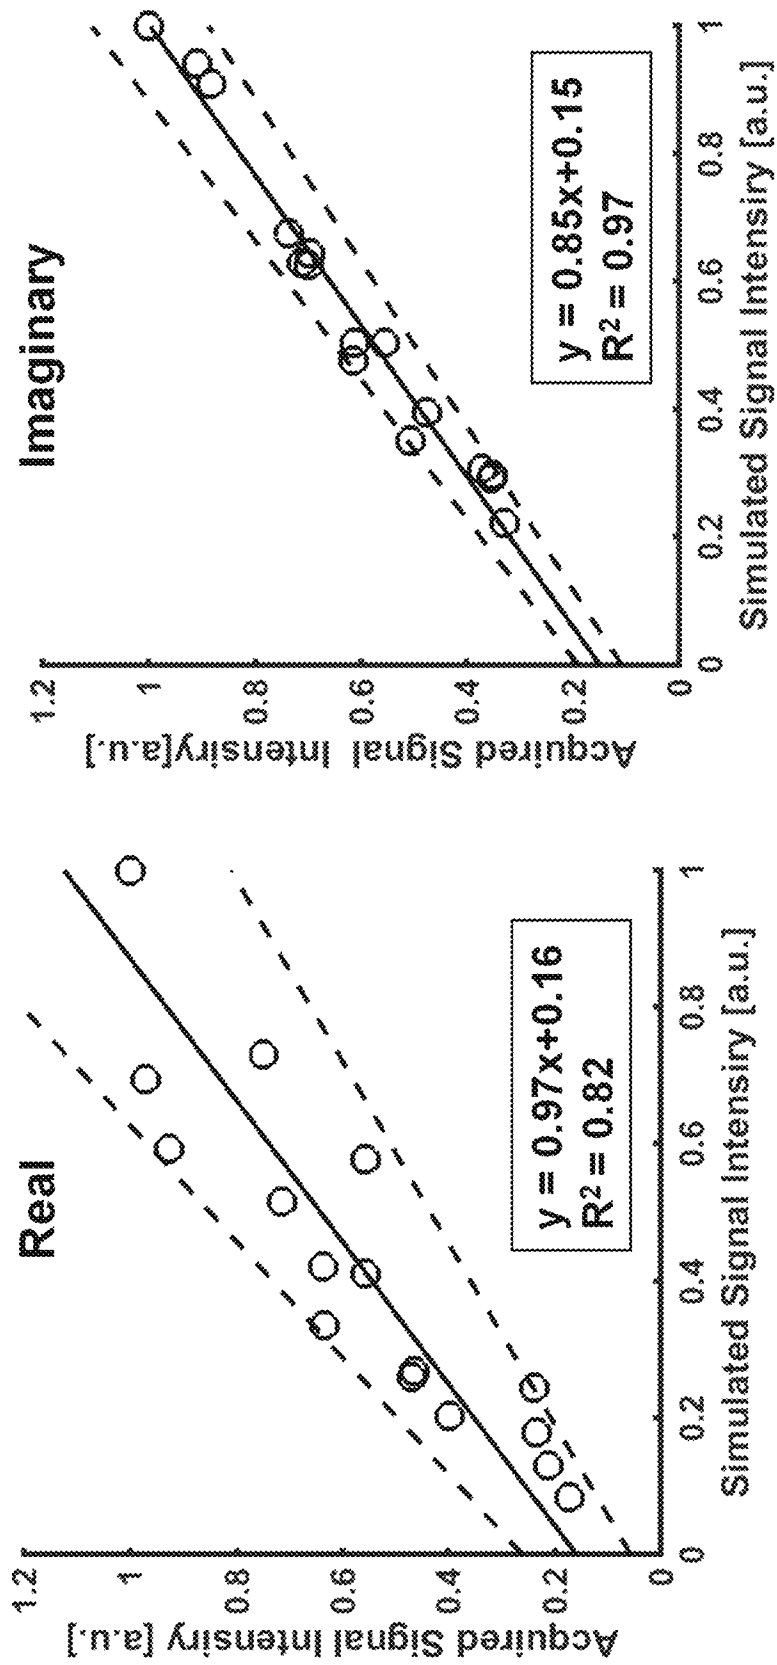 Real
Acquired Signal Intensiry [a.u.]
1.2
1
0.8
0.6
0.4
0.2
0
0
0.2
0.4
0.6
0.8
1
Simulated Signal Intensiry [a.u.]
y = 0.97x+0.16
R² = 0.82
Imaginary
Acquired Signal Intensiry[a.u.]
1.2
1
0.8
0.6
0.4
0.2
0
0
0.2
0.4
0.6
0.8
1
Simulated Signal Intensiry [a.u.]
y = 0.85x+0.15
R² = 0.97